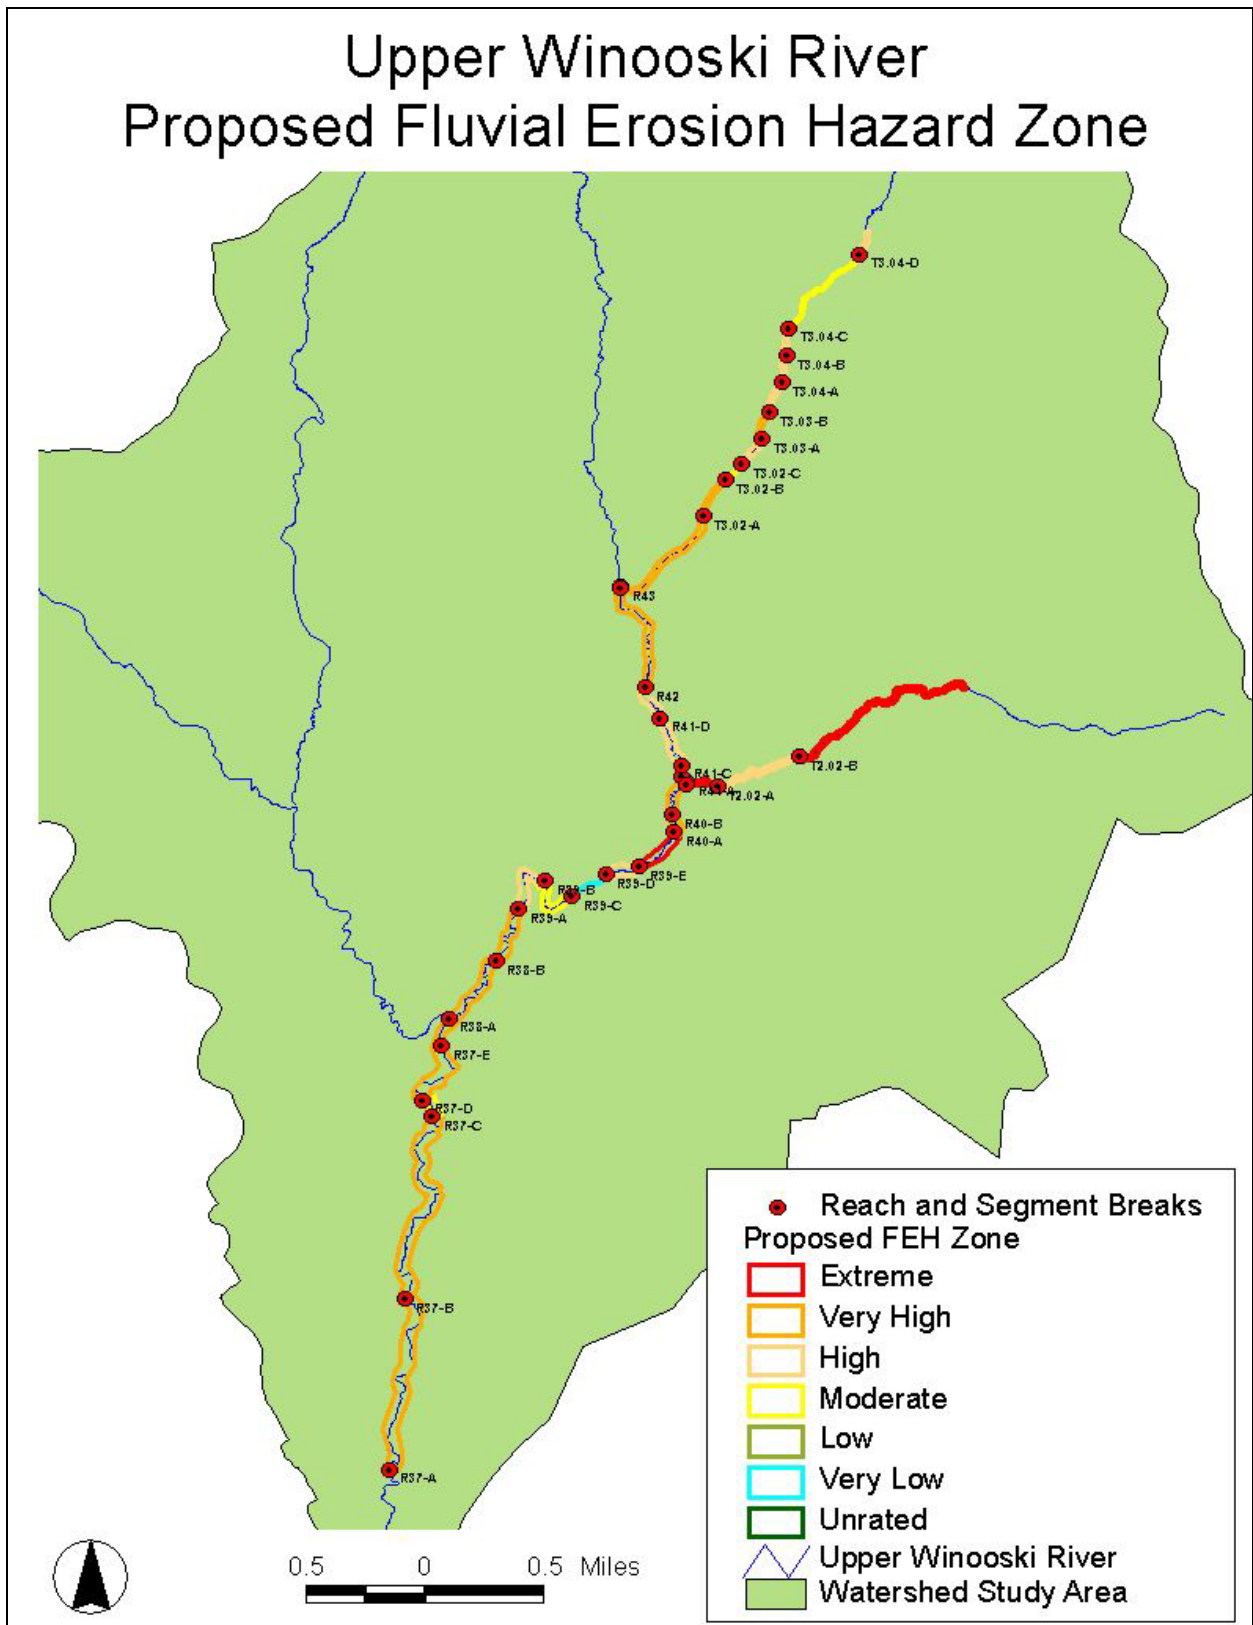 Upper Winooski River
Proposed Fluvial Erosion Hazard Zone
T3.04-D
T3.04-C
T3.04-B
T3.04-A
T3.03-B
T3.03-A
T3.02-C
T3.02-B
T3.02-A
R43
R42
R41-D
R41-C
R41-A
T2.02-B
T2.02-A
R40-B
R40-A
R39-E
R39-D
R39-B
R39-C
R39-A
R38-B
R38-A
R37-E
R37-D
R37-C
R37-B
R37-A
Reach and Segment Breaks
Proposed FEH Zone
Extreme
Very High
High
Moderate
Low
Very Low
Unrated
Upper Winooski River
Watershed Study Area
0.5 0 0.5 Miles